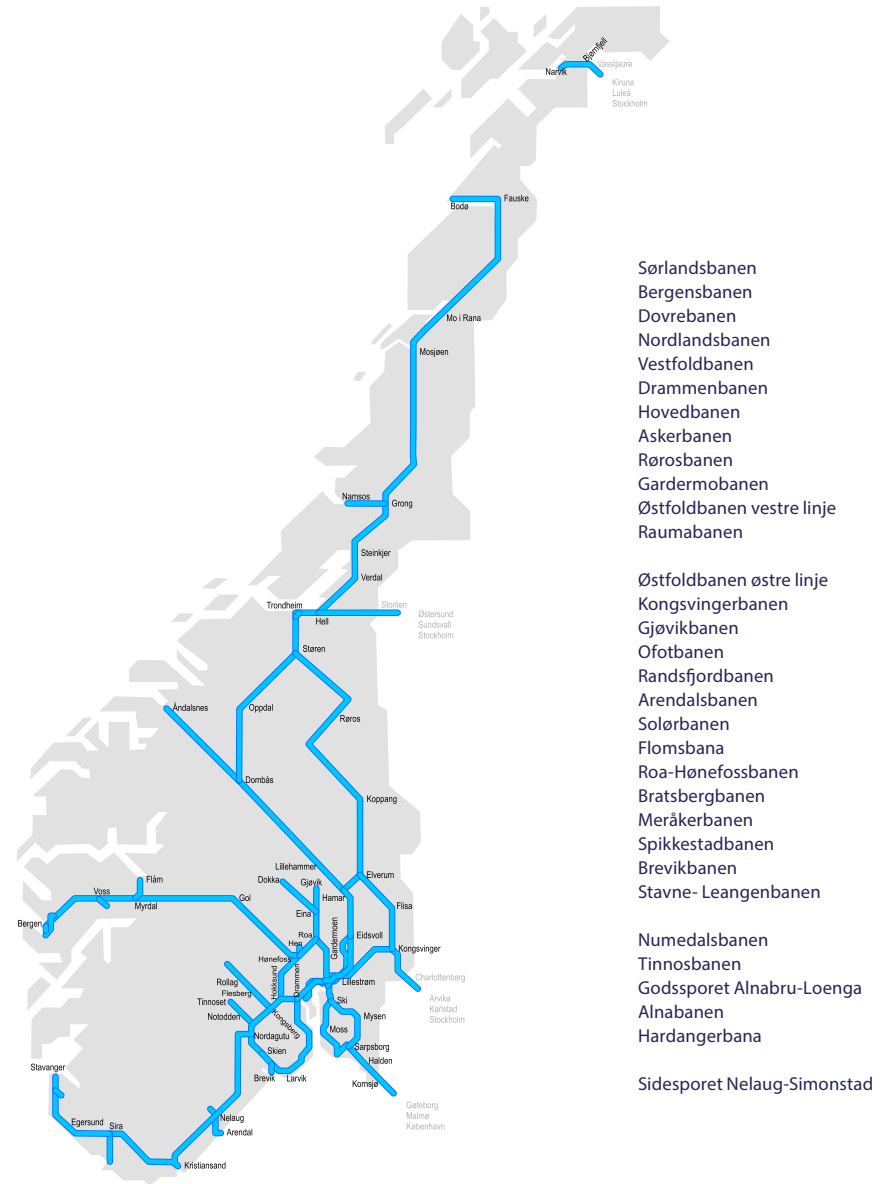 Bjørnfjell
Vassijaure
Narvik
Kiruna
Luleå
Stockholm
Bodø
Fauske
Mo i Rana
Mosjøen
Namsos
Grong
Steinkjer
Verdal
Trondheim
Storlien
Hell
Østersund
Sundsvall
Stockholm
Støren
Åndalsnes
Oppdal
Røros
Dombås
Koppang
Lillehammer
Elverum
Dokka
Gjøvik
Hamar
Flåm
Voss
Myrdal
Gol
Eina
Flisa
Bergen
Roa
Gardermoen
Eidsvoll
Hen
Hønefoss
Kongsvinger
Drammen
Hokksund
Lillestrøm
Charlottenberg
Rollag
Flesberg
Tinnoset
Notodden
Kongsberg
Ski
Mysen
Moss
Arvika
Karlstad
Stockholm
Nordagutu
Skien
Sarpsborg
Halden
Brevik
Larvik
Kornsjø
Stavanger
Gøteborg
Malmø
København
Egersund
Sira
Nelaug
Arendal
Kristiansand
Sørlandsbanen
Bergensbanen
Dovrebanen
Nordlandsbanen
Vestfoldbanen
Drammenbanen
Hovedbanen
Askerbanen
Rørosbanen
Gardermobanen
Østfoldbanen vestre linje
Raumabanen
Østfoldbanen østre linje
Kongsvingerbanen
Gjøvikbanen
Ofotbanen
Randsfjordbanen
Arendalsbanen
Solørbanen
Flomsbana
Roa-Hønefossbanen
Bratsbergbanen
Meråkerbanen
Spikkestadbanen
Brevikbanen
Stavne- Leangenbanen
Numedalsbanen
Tinnosbanen
Godssporet Alnabru-Loenga
Alnabanen
Hardangerbana
Sidesporet Nelaug-Simonstad